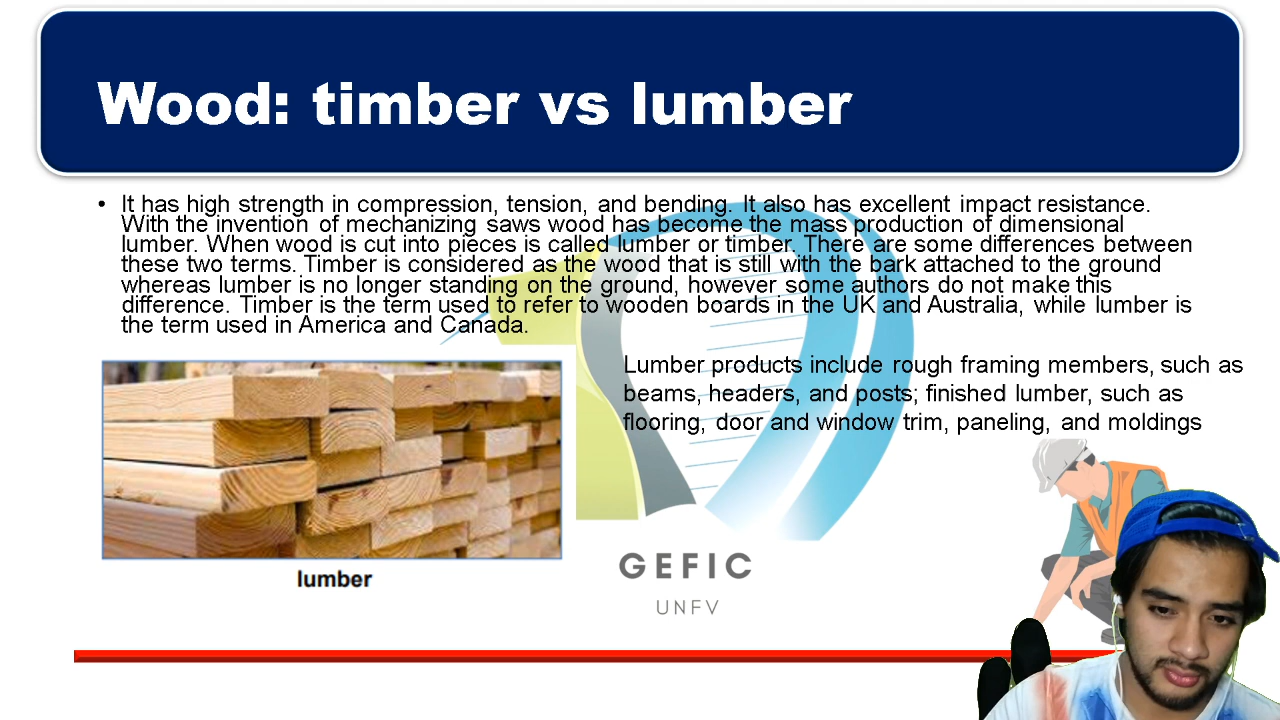 Wood: timber vs lumber
• It has high strength in compression, tension, and bending. It also has excellent impact resistance.
With the invention of mechanizing saws wood has become the mass production of dimensional
lumber. When wood is cut into pieces is called lumber or timber. There are some differences between
these two terms. Timber is considered as the wood that is still with the bark attached to the ground
whereas lumber is no longer standing on the ground, however some authors do not make this
difference. Timber is the term used to refer to wooden boards in the UK and Australia, while lumber is
the term used in America and Canada.
Lumber products include rough framing members, such as
beams, headers, and posts; finished lumber, such as
flooring, door and window trim, paneling, and moldings
lumber
GEFIC
UNFV